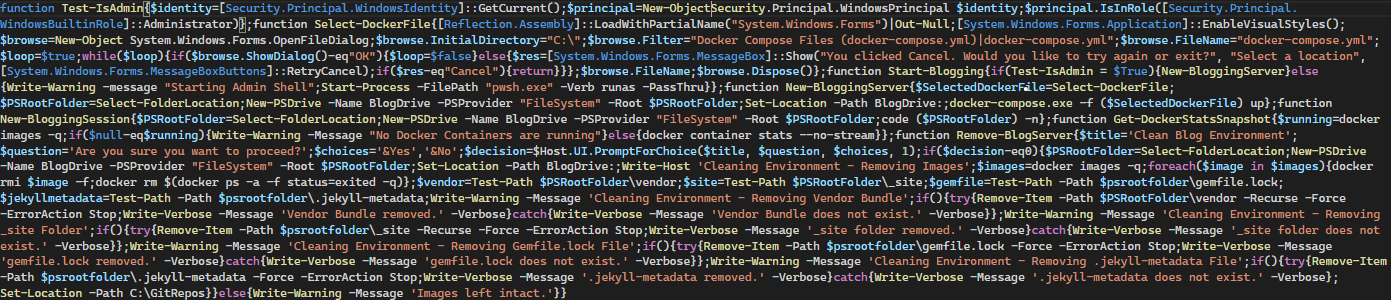 function Test-IsAdmin{$identity=[Security.Principal.WindowsIdentity]::GetCurrent();$principal=New-ObjectSecurity.Principal.WindowsPrincipal $identity;$principal.IsInRole([Security.Principal.
WindowsBuiltinRole]::Administrator)};function Select-DockerFile{[Reflection.Assembly]::LoadWithPartialName("System.Windows.Forms")|Out-Null;[System.Windows.Forms.Application]::EnableVisualStyles();
$browse=New-Object System.Windows.Forms.OpenFileDialog;$browse.InitialDirectory="C:\";$browse.Filter="Docker Compose Files (docker-compose.yml)|docker-compose.yml";$browse.FileName="docker-compose.yml";
$loop=$true;while($loop){if($browse.ShowDialog()-eq"OK"){$loop=$false}else{$res=[System.Windows.Forms.MessageBox]::Show("You clicked Cancel. Would you like to try again or exit?", "Select a location",
[System.Windows.Forms.MessageBoxButtons]::RetryCancel);if($res-eq"Cancel"){return}}};$browse.FileName;$browse.Dispose()};function Start-Blogging{if(Test-IsAdmin = $True){New-BloggingServer}else
{Write-Warning -message "Starting Admin Shell";Start-Process -FilePath "pwsh.exe" -Verb runas -PassThru}};function New-BloggingServer{$SelectedDockerFile=Select-DockerFile;
$PSRootFolder=Select-FolderLocation;New-PSDrive -Name BlogDrive -PSProvider "FileSystem" -Root $PSRootFolder;Set-Location -Path BlogDrive:;docker-compose.exe -f ($SelectedDockerFile) up};function
New-BloggingSession{$PSRootFolder=Select-FolderLocation;New-PSDrive -Name BlogDrive -PSProvider "FileSystem" -Root $PSRootFolder;code ($PSRootFolder) -n};function Get-DockerStatsSnapshot{$running=docker
images -q;if($null-eq$running){Write-Warning -Message "No Docker Containers are running"}else{docker container stats --no-stream}};function Remove-BlogServer{$title='Clean Blog Environment';
$question='Are you sure you want to proceed?';$choices='&Yes','&No';$decision=$Host.UI.PromptForChoice($title, $question, $choices, 1);if($decision-eq0){$PSRootFolder=Select-FolderLocation;New-PSDrive
-Name BlogDrive -PSProvider "FileSystem" -Root $PSRootFolder;Set-Location -Path BlogDrive:;Write-Host 'Cleaning Environment - Removing Images';$images=docker images -q;foreach($image in $images){docker
rmi $image -f;docker rm $(docker ps -a -f status=exited -q)};$vendor=Test-Path $PSRootFolder\vendor;$site=Test-Path $PSRootFolder\_site;$gemfile=Test-Path -Path $psrootfolder\gemfile.lock;
$jekyllmetadata=Test-Path -Path $psrootfolder\.jekyll-metadata;Write-Warning -Message 'Cleaning Environment - Removing Vendor Bundle';if(){try{Remove-Item -Path $PSRootFolder\vendor -Recurse -Force
-ErrorAction Stop;Write-Verbose -Message 'Vendor Bundle removed.' -Verbose}catch{Write-Verbose -Message 'Vendor Bundle does not exist.' -Verbose}};Write-Warning -Message 'Cleaning Environment - Removing
_site Folder';if(){try{Remove-Item -Path $psrootfolder\_site -Recurse -Force -ErrorAction Stop;Write-Verbose -Message '_site folder removed.' -Verbose}catch{Write-Verbose -Message '_site folder does not
exist.' -Verbose}};Write-Warning -Message 'Cleaning Environment - Removing Gemfile.lock File';if(){try{Remove-Item -Path $psrootfolder\gemfile.lock -Force -ErrorAction Stop;Write-Verbose -Message
'gemfile.lock removed.' -Verbose}catch{Write-Verbose -Message 'gemfile.lock does not exist.' -Verbose}};Write-Warning -Message 'Cleaning Environment - Removing .jekyll-metadata File';if(){try{Remove-Item
-Path $psrootfolder\.jekyll-metadata -Force -ErrorAction Stop;Write-Verbose -Message '.jekyll-metadata removed.' -Verbose}catch{Write-Verbose -Message '.jekyll-metadata does not exist.' -Verbose};
Set-Location -Path C:\GitRepos}}else{Write-Warning -Message 'Images left intact.'}}